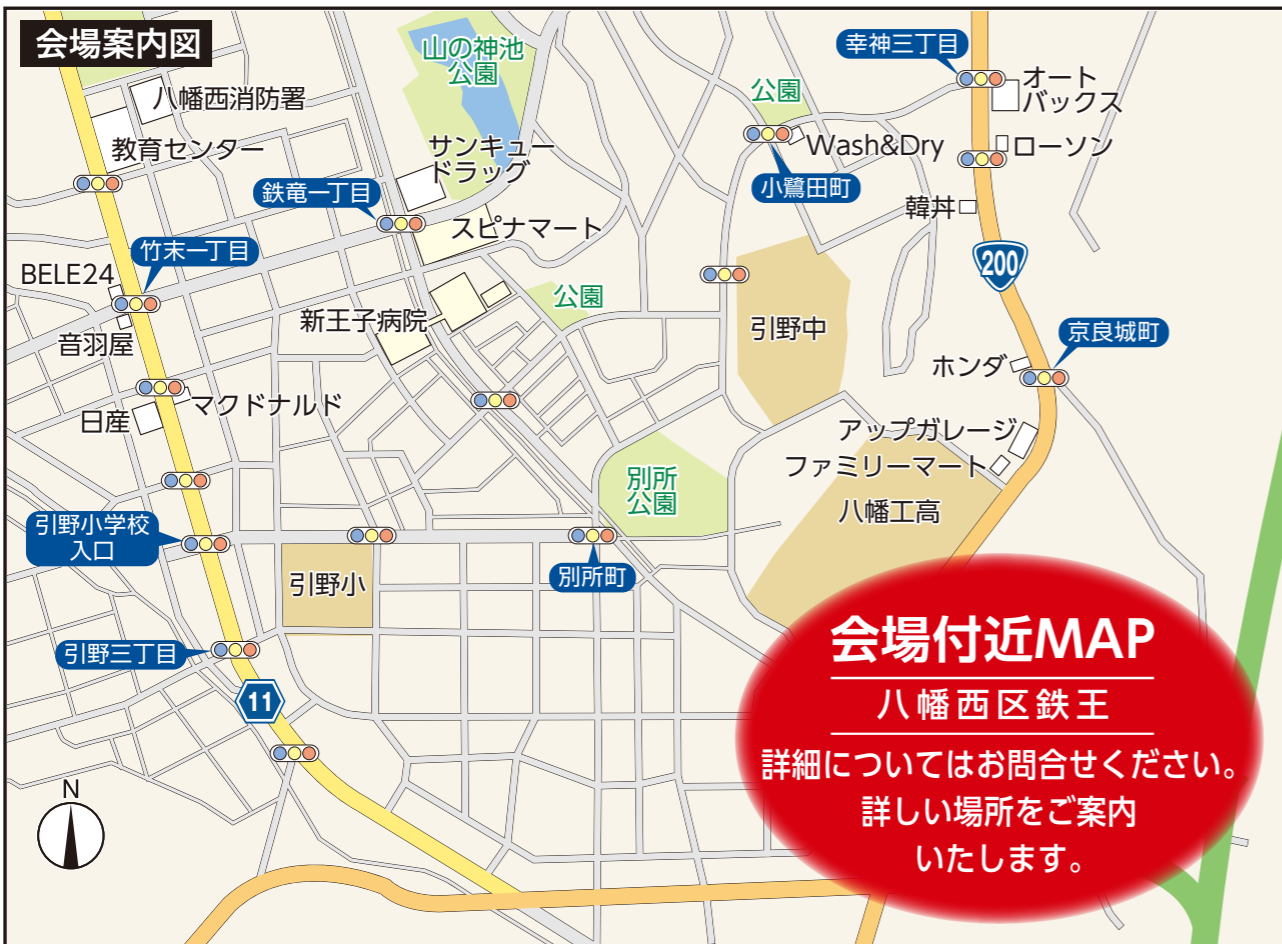 会場案内図
山の神池
公園
幸神三丁目
オート
バックス
八幡西消防署
公園
教育センター
サンキュー
ドラッグ
Wash&Dry
ローソン
鉄竜一丁目
小鷺田町
韓丼
スピナマート
竹末一丁目
BELE24
200
公園
新王子病院
引野中
京良城町
音羽屋
ホンダ
マクドナルド
日産
アップガレージ
ファミリーマート
別所
公園
八幡工高
引野小学校
入口
引野小
別所町
引野三丁目
11
会場付近MAP
八幡西区鉄王
詳細についてはお問合せください。
詳しい場所をご案内
いたします。
N